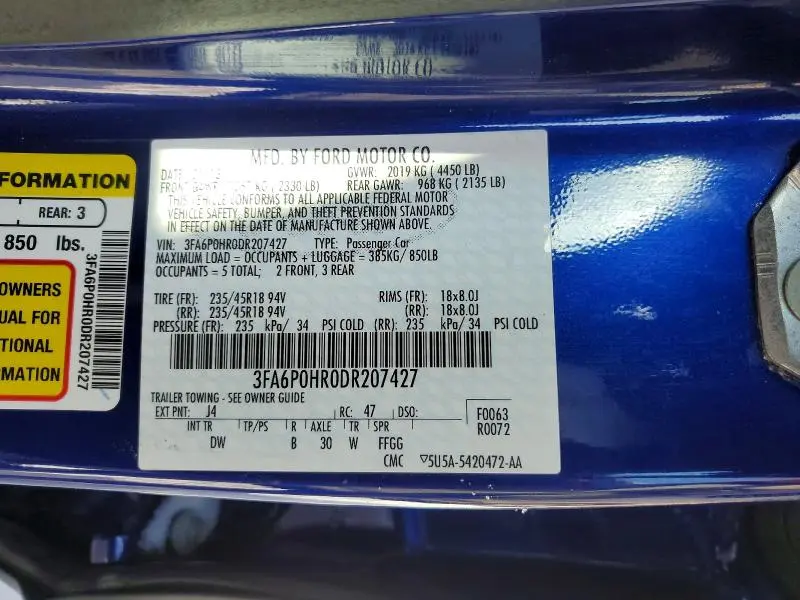 FORMATION
REAR: 3
850 lbs.
OWNERS
UAL FOR
TIONAL
RMATION
3FA6P0HR0DR207427
MFD. BY FORD MOTOR CO.
GVWR: 2019 KG ( 4450 LB)
KG ( 2330 LB) REAR GAWR: 968 KG ( 2135 LB)
THIS VEHICLE CONFORMS TO ALL APPLICABLE FEDERAL MOTOR
VEHICLE SAFETY, BUMPER, AND THEFT PREVENTION STANDARDS
IN EFFECT ON THE DATE OF MANUFACTURE SHOWN ABOVE.
VIN: 3FA6P0HR0DR207427 TYPE: Passenger Car
MAXIMUM LOAD = OCCUPANTS + LUGGAGE = 385KG/ 850LB
OCCUPANTS = 5 TOTAL; 2 FRONT, 3 REAR
TIRE (FR): 235/45R18 94V RIMS (FR): 18x8.0J
(RR): 235/45R18 94V (RR): 18x8.0J
PRESSURE (FR): 235 kPa/ 34 PSI COLD (RR): 235 kPa/ 34 PSI COLD
3FA6P0HR0DR207427
TRAILER TOWING - SEE OWNER GUIDE
EXT PNT: J4 RC: 47 DSO: F0063
INT TR TP/PS R AXLE TR SPR R0072
DW B 30 W FFGG
CMC ▽5U5A-5420472-AA